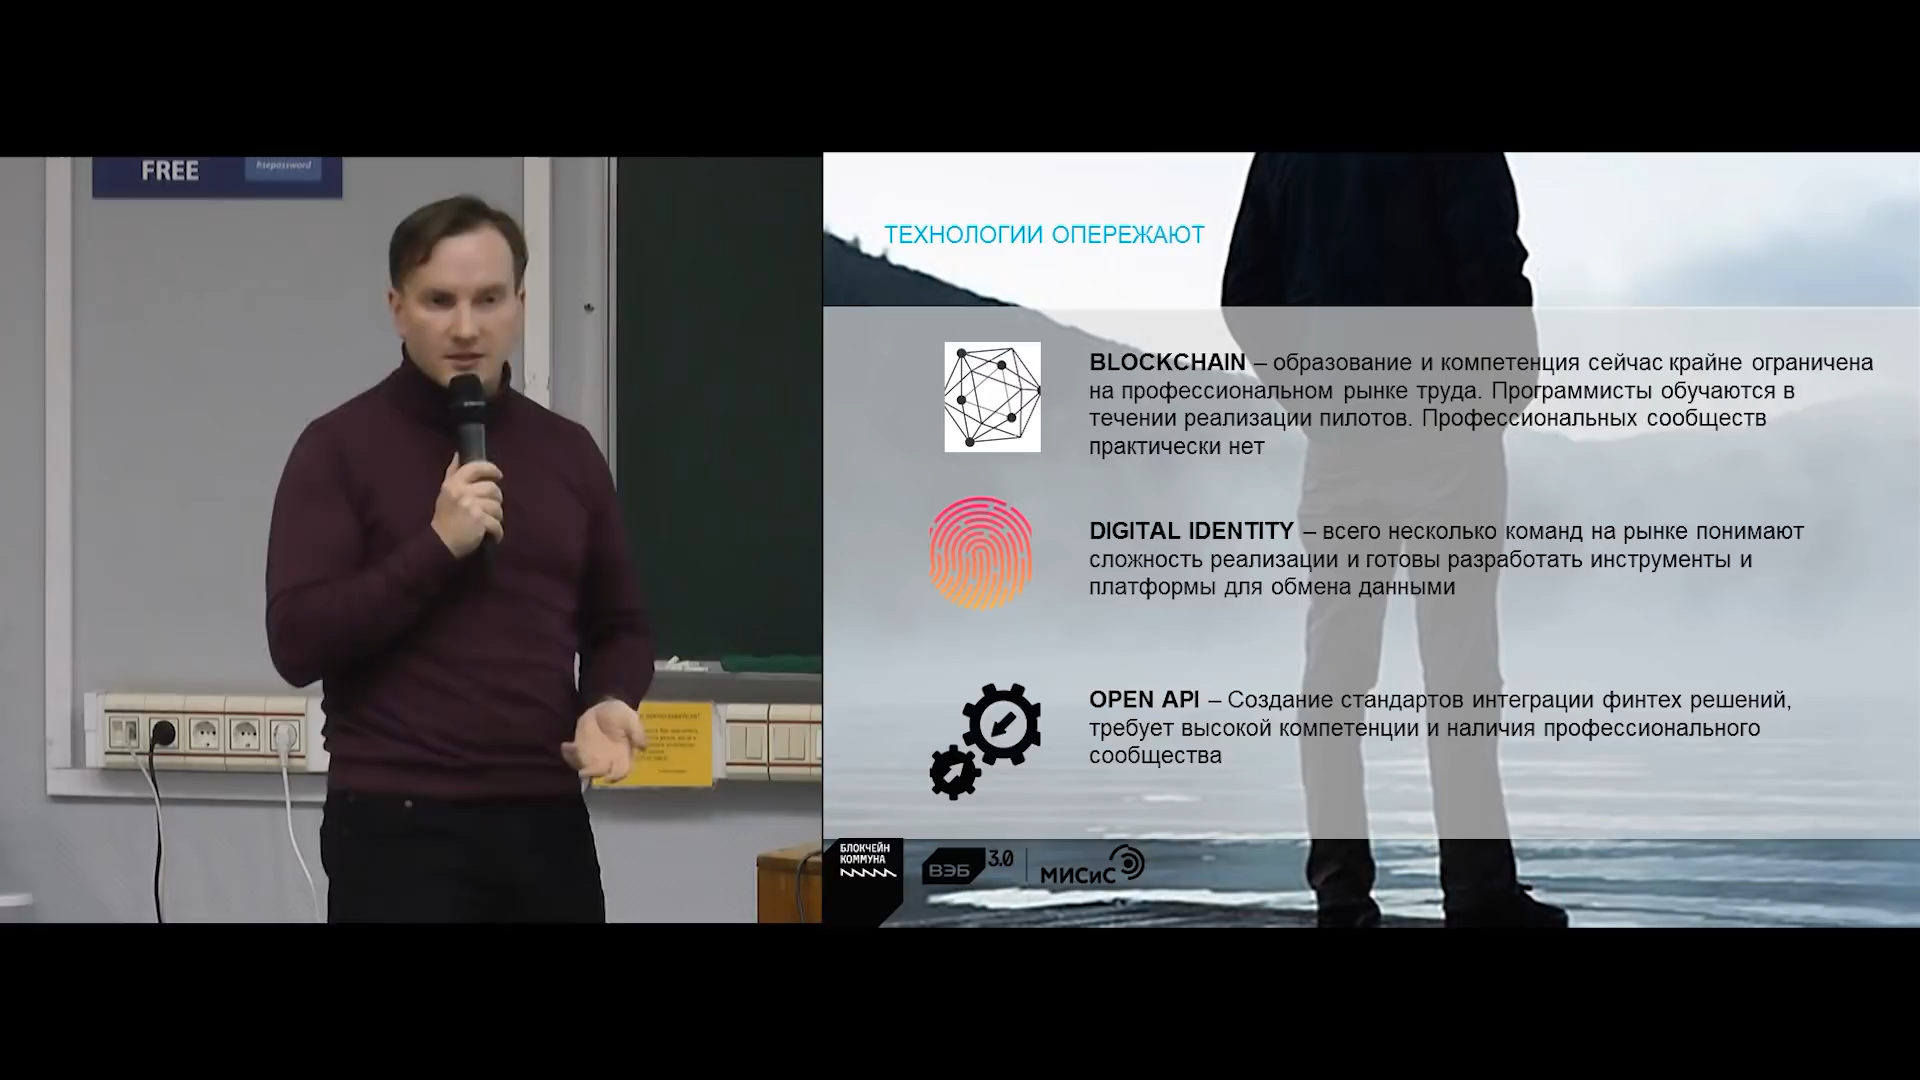 FREE
hsepassword
ТЕХНОЛОГИИ ОПЕРЕЖАЮТ
BLOCKCHAIN – образование и компетенция сейчас крайне ограничена
на профессиональном рынке труда. Программисты обучаются в
течении реализации пилотов. Профессиональных сообществ
практически нет
DIGITAL IDENTITY – всего несколько команд на рынке понимают
сложность реализации и готовы разработать инструменты и
платформы для обмена данными
OPEN API – Создание стандартов интеграции финтех решений,
требует высокой компетенции и наличия профессионального
сообщества
БЛОКЧЕЙН
КОММУНА
ВЭБ 3.0
МИСиС